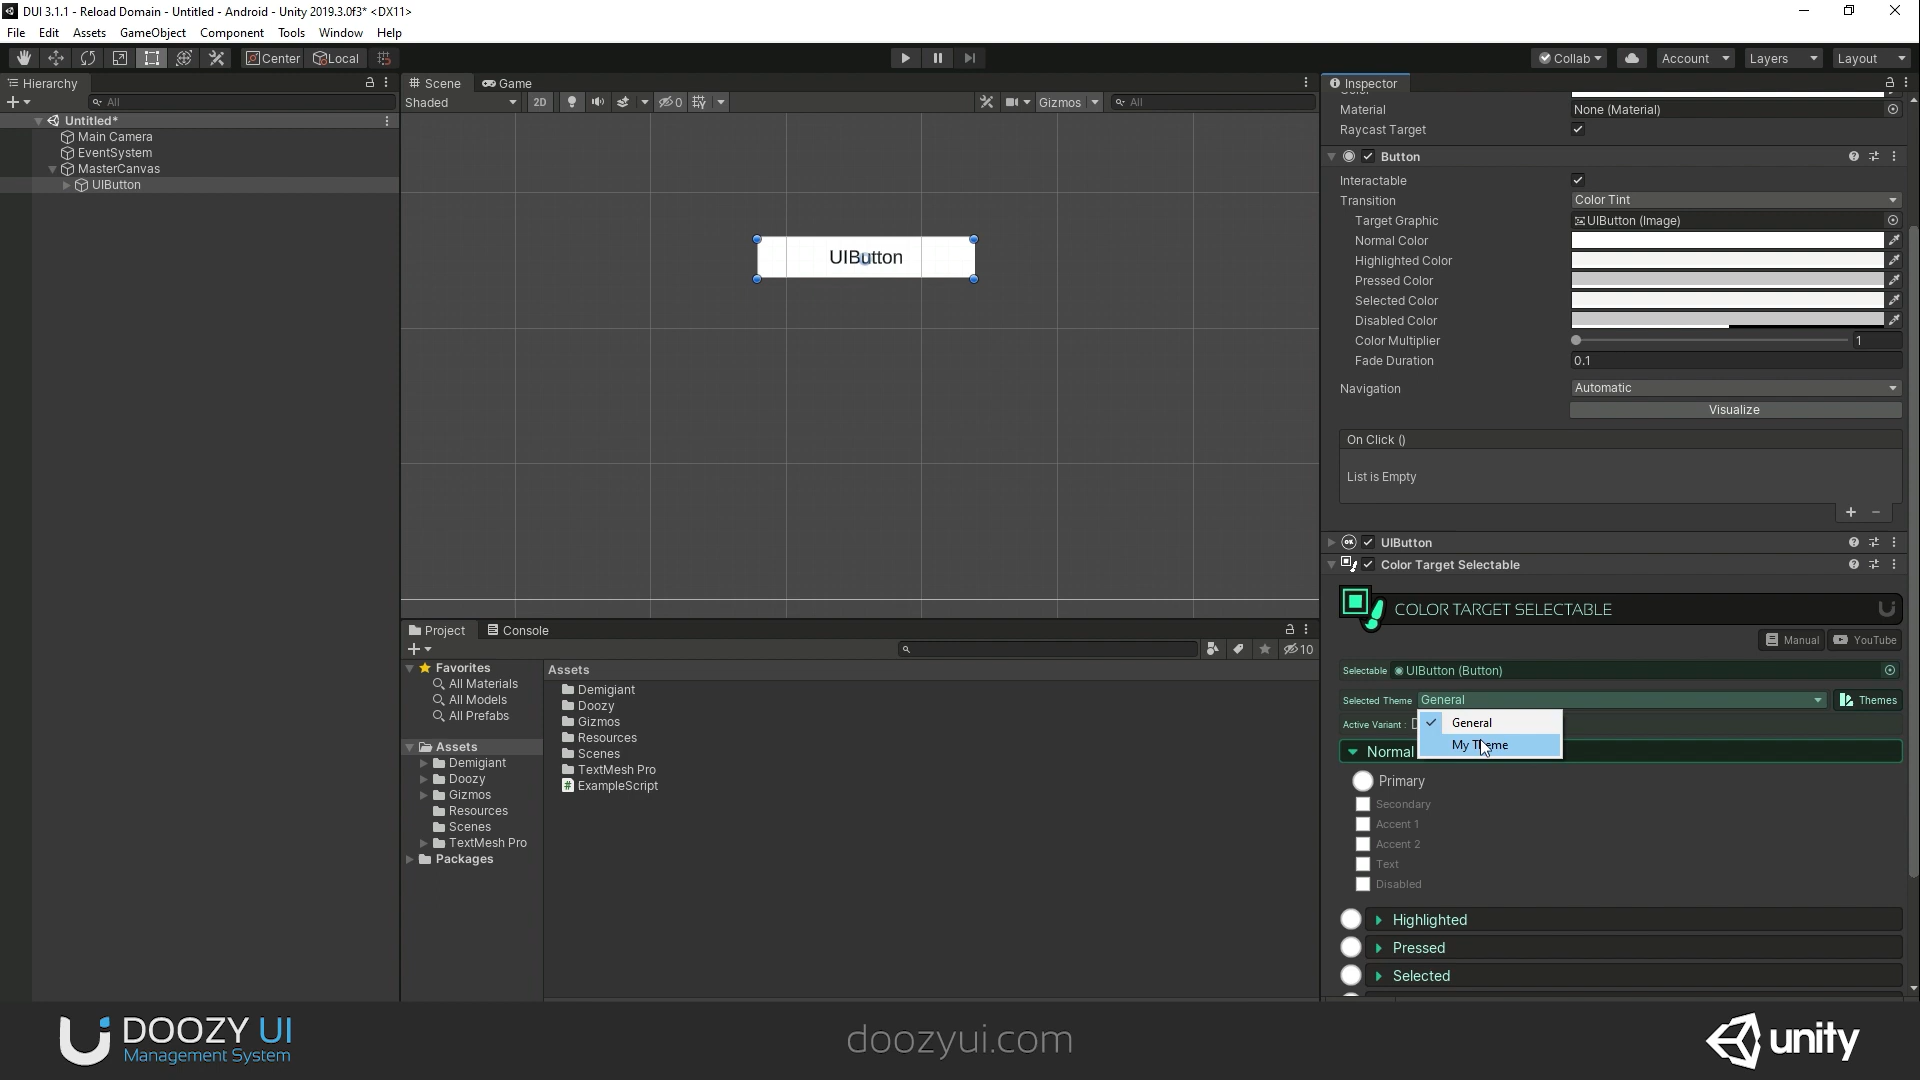 DUI 3.1.1 - Reload Domain - Untitled - Android - Unity 2019.3.0f3* <DX11>
File Edit Assets GameObject Component Tools Window Help
Center Local Collab Account Layers Layout
Hierarchy
All
Untitled*
Main Camera
EventSystem
MasterCanvas
UIButton
Scene Game
Shaded 2D 0 Gizmos All
UIButton
Project Console
10
Favorites
All Materials
All Models
All Prefabs
Assets
Demigiant
Doozy
Gizmos
Resources
Scenes
TextMesh Pro
Packages
Assets
Demigiant
Doozy
Gizmos
Resources
Scenes
TextMesh Pro
ExampleScript
Inspector
Material None (Material)
Raycast Target
Button
Interactable
Transition Color Tint
Target Graphic UIButton (Image)
Normal Color
Highlighted Color
Pressed Color
Selected Color
Disabled Color
Color Multiplier 1
Fade Duration 0.1
Navigation Automatic
Visualize
On Click ()
List is Empty
UIButton
Color Target Selectable
COLOR TARGET SELECTABLE
Manual YouTube
Selectable UIButton (Button)
Selected Theme General Themes
Active Variant :
General
My Theme
Normal
Primary
Secondary
Accent 1
Accent 2
Text
Disabled
Highlighted
Pressed
Selected
DOOZY UI
Management System
doozyui.com
unity